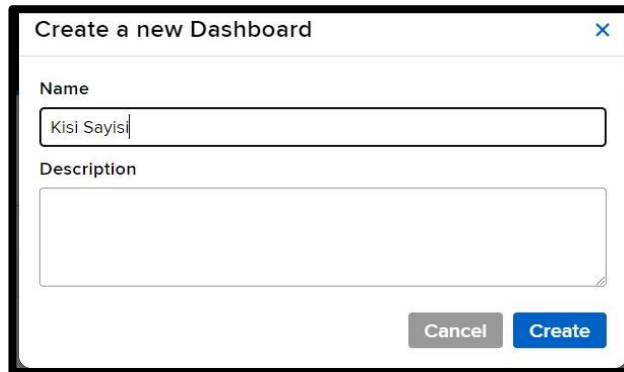 Create a new Dashboard
Name
Kisi Sayisi
Description
Cancel Create